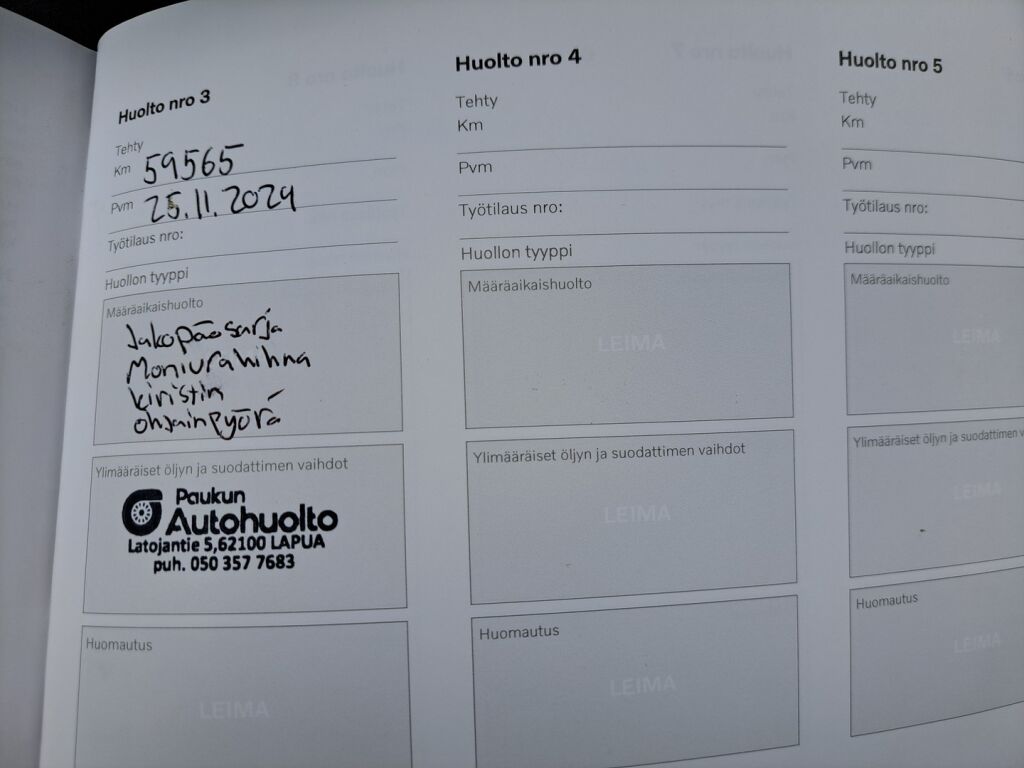 Huolto nro 3
Tehty
Km 59565
Pvm 25.11.2024
Työtilaus nro:
Huollon tyyppi
Määräaikaishuolto
Jakopääsarja
Moniurahihna
kiristin
ohjainpyörä
Ylimääräiset öljyn ja suodattimen vaihdot
Paukun
Autohuolto
Latojantie 5,62100 LAPUA
puh. 050 357 7683
Huomautus
LEIMA
Huolto nro 4
Tehty
Km
Pvm
Työtilaus nro:
Huollon tyyppi
Määräaikaishuolto
LEIMA
Ylimääräiset öljyn ja suodattimen vaihdot
LEIMA
Huomautus
LEIMA
Huolto nro 5
Tehty
Km
Pvm
Työtilaus nro:
Huollon tyyppi
Määräaikaishuolto
LEIMA
Ylimääräiset öljyn ja suodattimen v
LEIMA
Huomautus
LEIMA